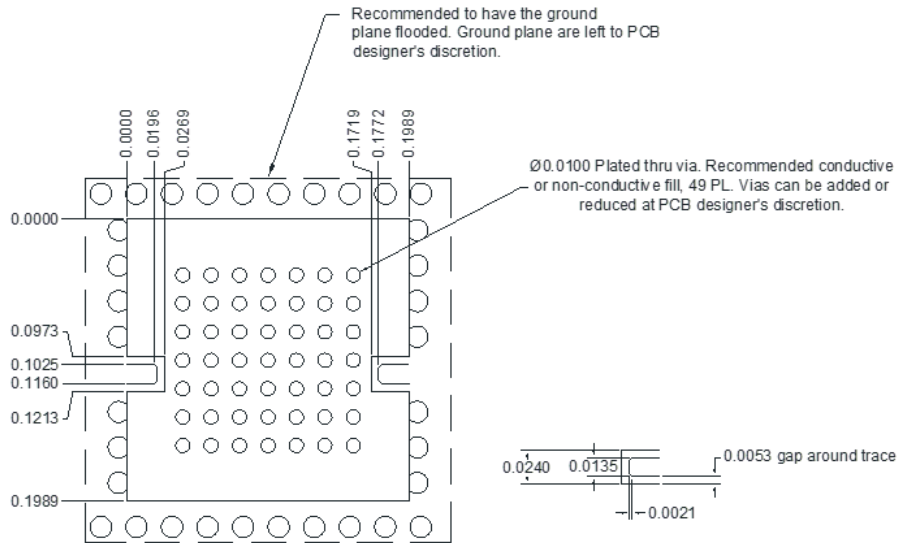 Recommended to have the ground
plane flooded. Ground plane are left to PCB
designer's discretion.
0.0000
0.0196
0.0269
0.1719
0.1772
0.1989
Ø0.0100 Plated thru via. Recommended conductive
or non-conductive fill, 49 PL. Vias can be added or
reduced at PCB designer's discretion.
0.0000
0.0973
0.1025
0.1160
0.1213
0.1989
0.0240
0.0135
0.0053 gap around trace
0.0021